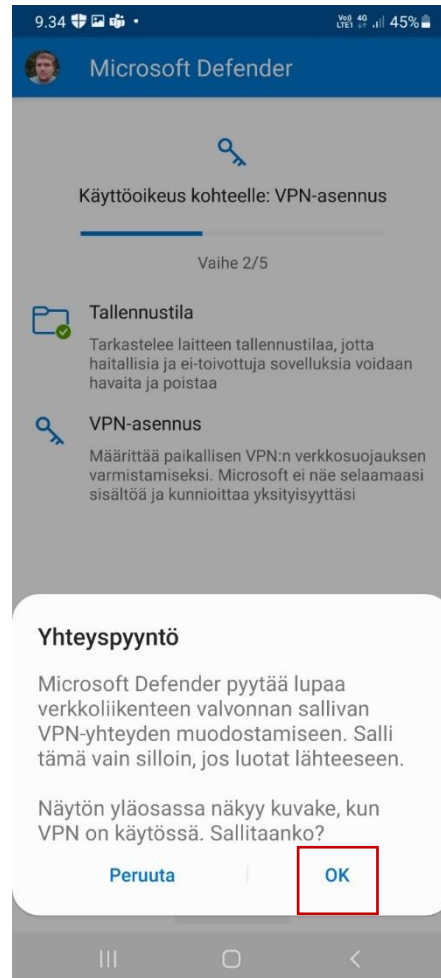 9.34
Vo)) 4G
LTE1
45%
Microsoft Defender
Käyttöoikeus kohteelle: VPN-asennus
Vaihe 2/5
Tallennustila
Tarkastelee laitteen tallennustilaa, jotta
haitallisia ja ei-toivottuja sovelluksia voidaan
havaita ja poistaa
VPN-asennus
Määrittää paikallisen VPN:n verkkosuojauksen
varmistamiseksi. Microsoft ei näe selaamaasi
sisältöä ja kunnioittaa yksityisyyttäsi
Yhteyspyyntö
Microsoft Defender pyytää lupaa
verkkoliikenteen valvonnan sallivan
VPN-yhteyden muodostamiseen. Salli
tämä vain silloin, jos luotat lähteeseen.
Näytön yläosassa näkyy kuvake, kun
VPN on käytössä. Sallitaanko?
Peruuta
OK